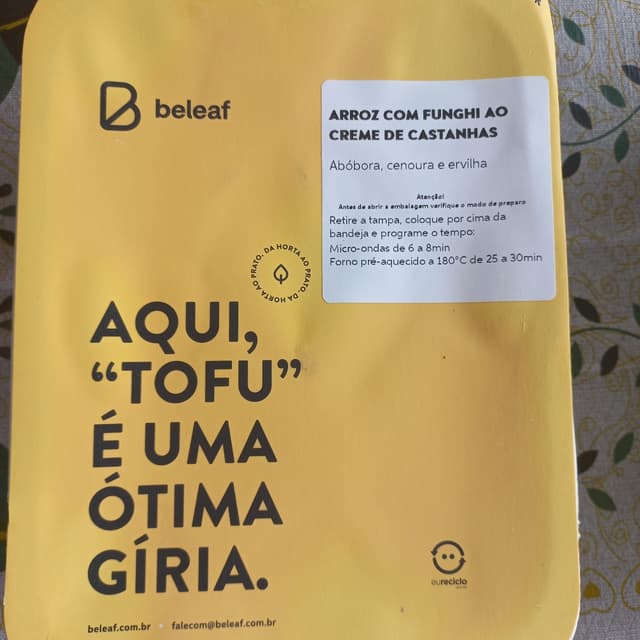 beleaf
ARROZ COM FUNGHI AO
CREME DE CASTANHAS
Abóbora, cenoura e ervilha
Atenção!
Antes de abrir a embalagem verifique o modo de preparo
Retire a tampa, coloque por cima da
bandeja e programe o tempo:
Micro-ondas de 6 a 8min
Forno pré-aquecido a 180°C de 25 a 30min
DA HORTA AO PRATO. DA HORTA AO PRATO.
AQUI,
“TOFU”
É UMA
ÓTIMA
GÍRIA.
eureciclo
beleaf.com.br • falecom@beleaf.com.br